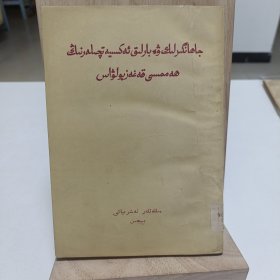 جاھانگىرلىك ۋە بارلىق ئەكسىيەتچىلەرنىڭ
ھەممىسى قەغەز يولۋاس
مىللەتلەر نەشرىياتى
بېيجىڭ